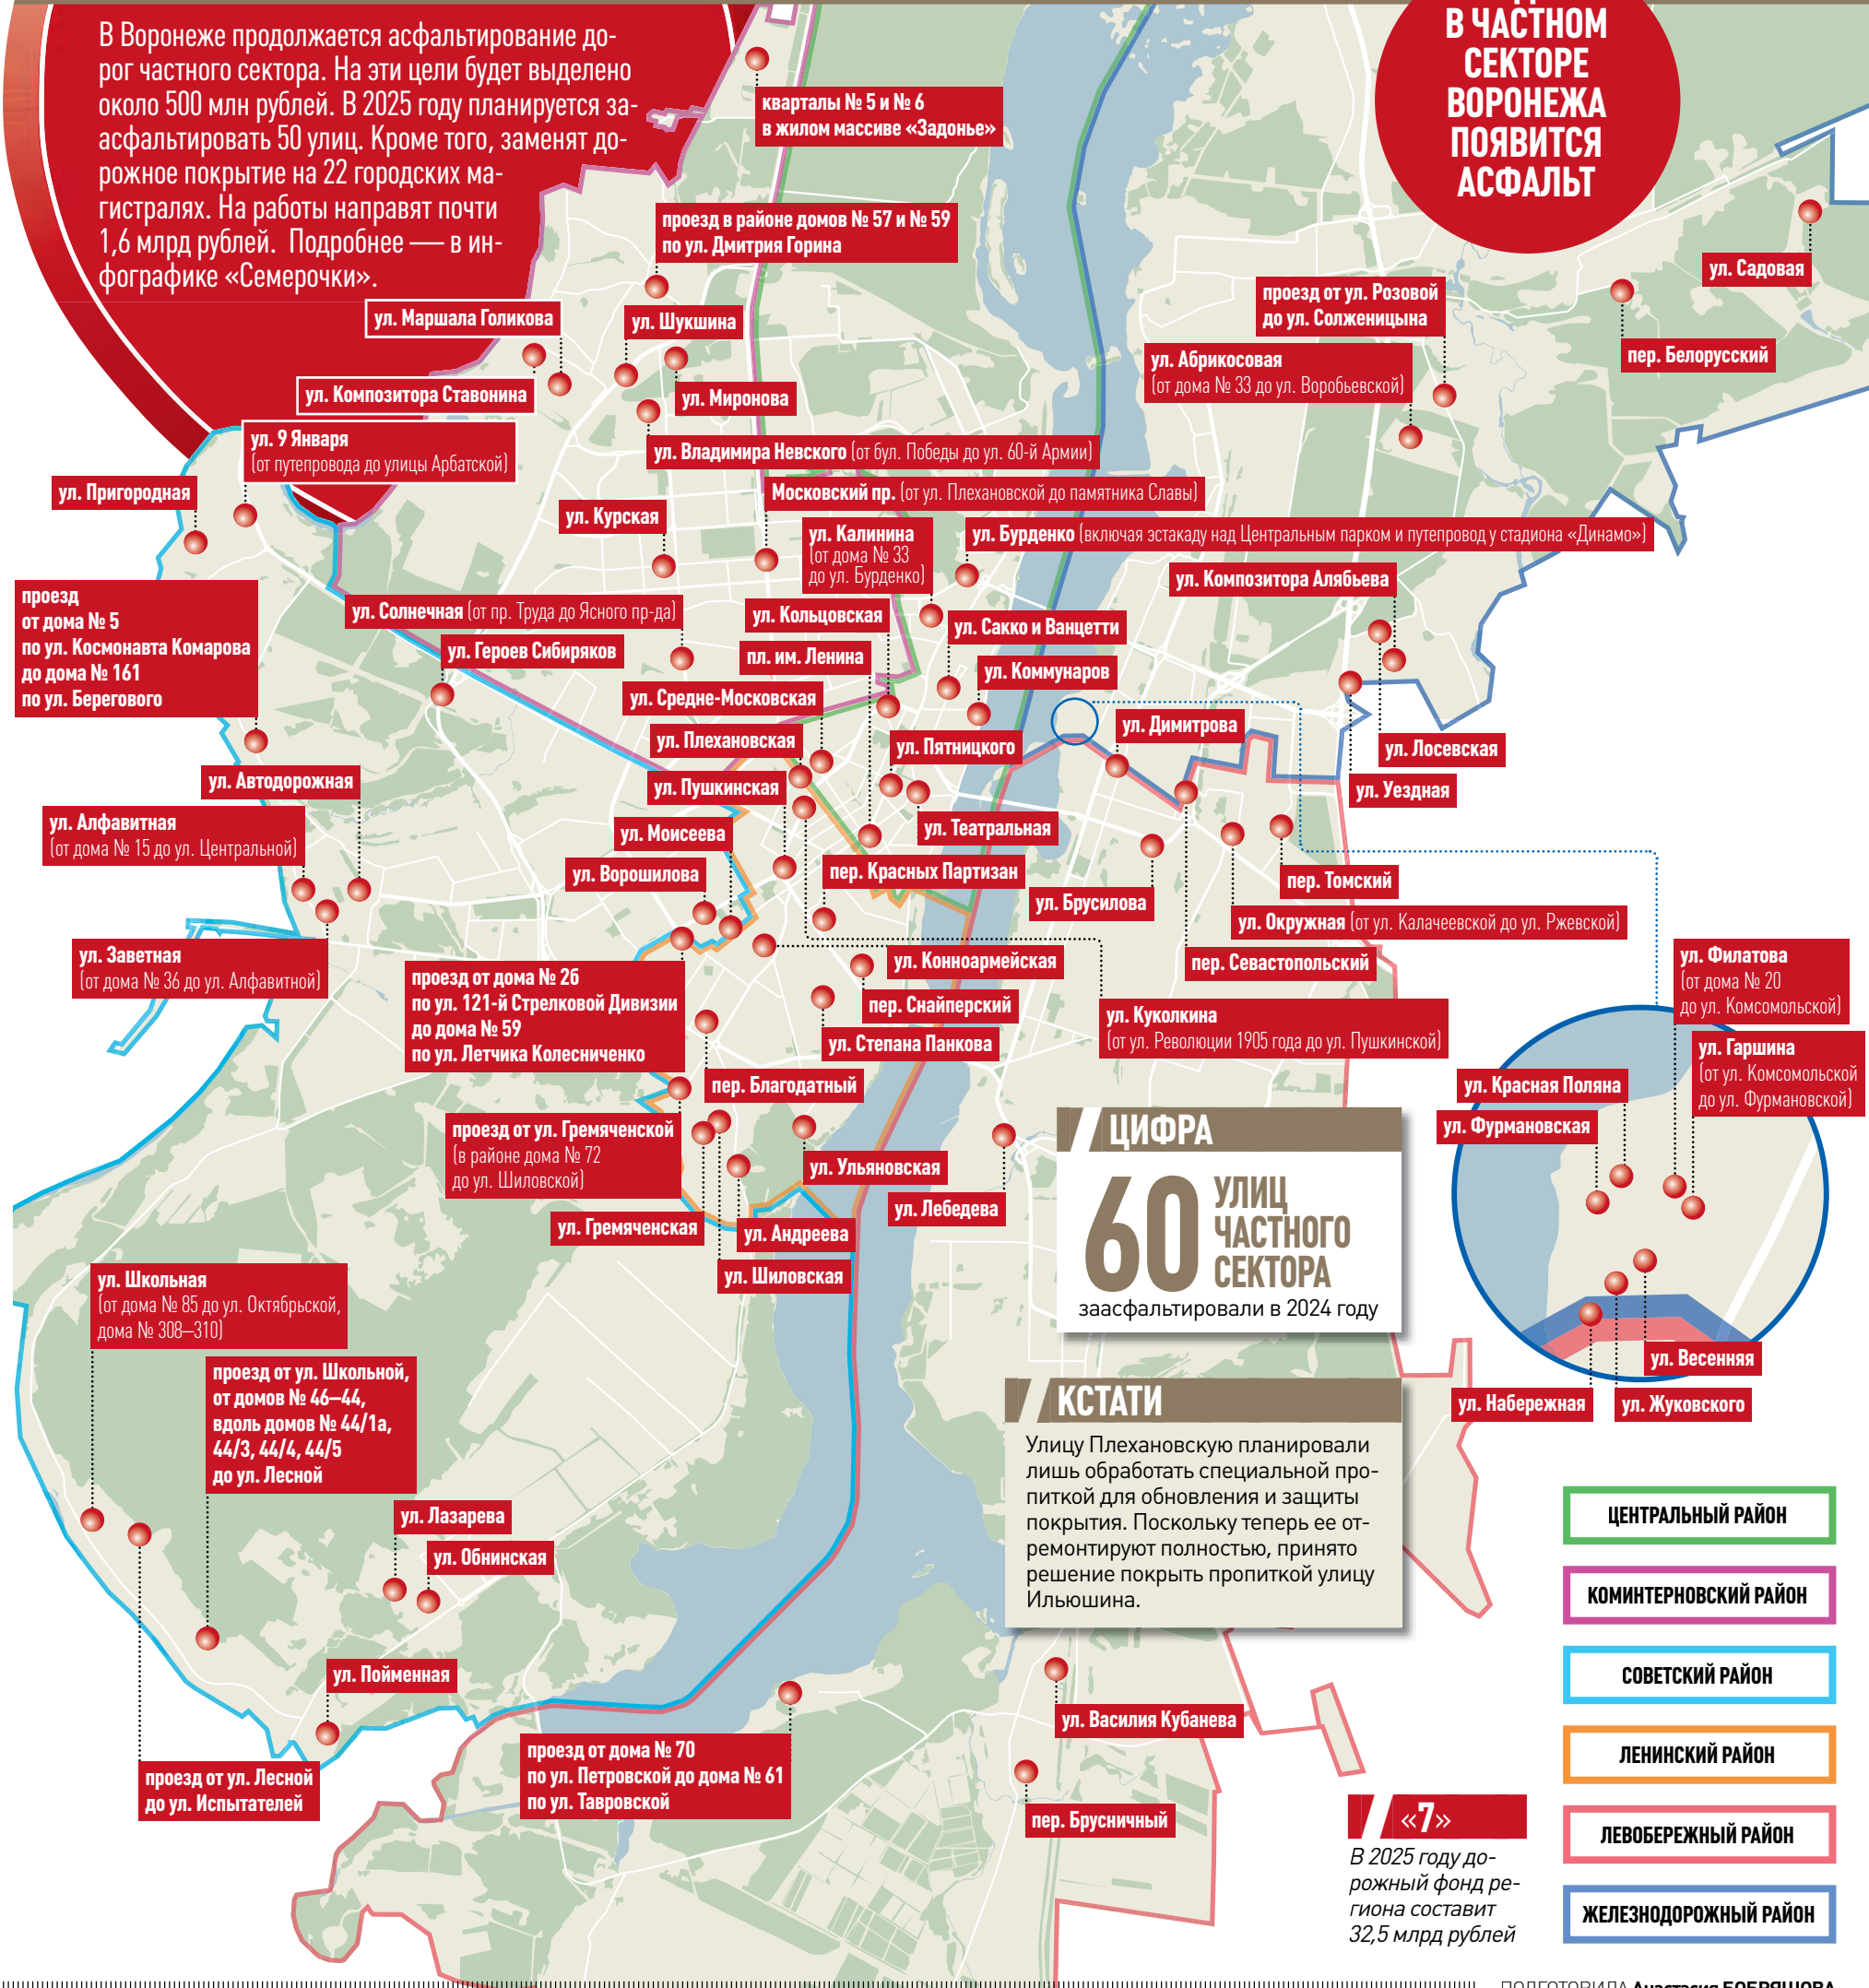 В Воронеже продолжается асфальтирование до-
рог частного сектора. На эти цели будет выделено
около 500 млн рублей. В 2025 году планируется за-
асфальтировать 50 улиц. Кроме того, заменят до-
рожное покрытие на 22 городских ма-
гистралях. На работы направят почти
1,6 млрд рублей. Подробнее — в ин-
фографике «Семерочки».
В ЧАСТНОМ
СЕКТОРЕ
ВОРОНЕЖА
ПОЯВИТСЯ
АСФАЛЬТ
кварталы № 5 и № 6
в жилом массиве «Задонье»
проезд в районе домов № 57 и № 59
по ул. Дмитрия Горина
ул. Садовая
проезд от ул. Розовой
до ул. Солженицына
ул. Маршала Голикова
ул. Шукшина
пер. Белорусский
ул. Абрикосовая
(от дома № 33 до ул. Воробьевской)
ул. Композитора Ставонина
ул. Миронова
ул. 9 Января
(от путепровода до улицы Арбатской)
ул. Владимира Невского (от бул. Победы до ул. 60-й Армии)
ул. Пригородная
Московский пр. (от ул. Плехановской до памятника Славы)
ул. Курская
ул. Калинина
(от дома № 33
до ул. Бурденко)
ул. Бурденко (включая эстакаду над Центральным парком и путепровод у стадиона «Динамо»)
ул. Композитора Алябьева
проезд
от дома № 5
по ул. Космонавта Комарова
до дома № 161
по ул. Берегового
ул. Солнечная (от пр. Труда до Ясного пр-да)
ул. Кольцовская
ул. Сакко и Ванцетти
ул. Героев Сибиряков
пл. им. Ленина
ул. Коммунаров
ул. Средне-Московская
ул. Димитрова
ул. Плехановская
ул. Пятницкого
ул. Лосевская
ул. Автодорожная
ул. Пушкинская
ул. Уездная
ул. Алфавитная
(от дома № 15 до ул. Центральной)
ул. Моисеева
ул. Театральная
ул. Ворошилова
пер. Красных Партизан
пер. Томский
ул. Брусилова
ул. Окружная (от ул. Калачеевской до ул. Ржевской)
ул. Заветная
(от дома № 36 до ул. Алфавитной)
проезд от дома № 2б
по ул. 121-й Стрелковой Дивизии
до дома № 59
по ул. Летчика Колесниченко
ул. Конноармейская
пер. Севастопольский
ул. Филатова
(от дома № 20
до ул. Комсомольской)
пер. Снайперский
ул. Куколкина
(от ул. Революции 1905 года до ул. Пушкинской)
ул. Степана Панкова
ул. Гаршина
(от ул. Комсомольской
до ул. Фурмановской)
пер. Благодатный
ул. Красная Поляна
ул. Фурмановская
проезд от ул. Гремяченской
(в районе дома № 72
до ул. Шиловской)
ул. Ульяновская
ул. Лебедева
ул. Гремяченская
ул. Андреева
ул. Шиловская
ЦИФРА
60
УЛИЦ
ЧАСТНОГО
СЕКТОРА
заасфальтировали в 2024 году
ул. Весенняя
ул. Набережная
ул. Жуковского
ул. Школьная
(от дома № 85 до ул. Октябрьской,
дома № 308–310)
проезд от ул. Школьной,
от домов № 46–44,
вдоль домов № 44/1а,
44/3, 44/4, 44/5
до ул. Лесной
КСТАТИ
Улицу Плехановскую планировали
лишь обработать специальной про-
питкой для обновления и защиты
покрытия. Поскольку теперь ее от-
ремонтируют полностью, принято
решение покрыть пропиткой улицу
Ильюшина.
ул. Лазарева
ул. Обнинская
ул. Пойменная
проезд от ул. Лесной
до ул. Испытателей
проезд от дома № 70
по ул. Петровской до дома № 61
по ул. Тавровской
ул. Василия Кубанева
пер. Брусничный
«7»
В 2025 году до-
рожный фонд ре-
гиона составит
32,5 млрд рублей
ЦЕНТРАЛЬНЫЙ РАЙОН
КОМИНТЕРНОВСКИЙ РАЙОН
СОВЕТСКИЙ РАЙОН
ЛЕНИНСКИЙ РАЙОН
ЛЕВОБЕРЕЖНЫЙ РАЙОН
ЖЕЛЕЗНОДОРОЖНЫЙ РАЙОН
ПОДГОТОВИЛА Анастасия БОБРЯШОВА